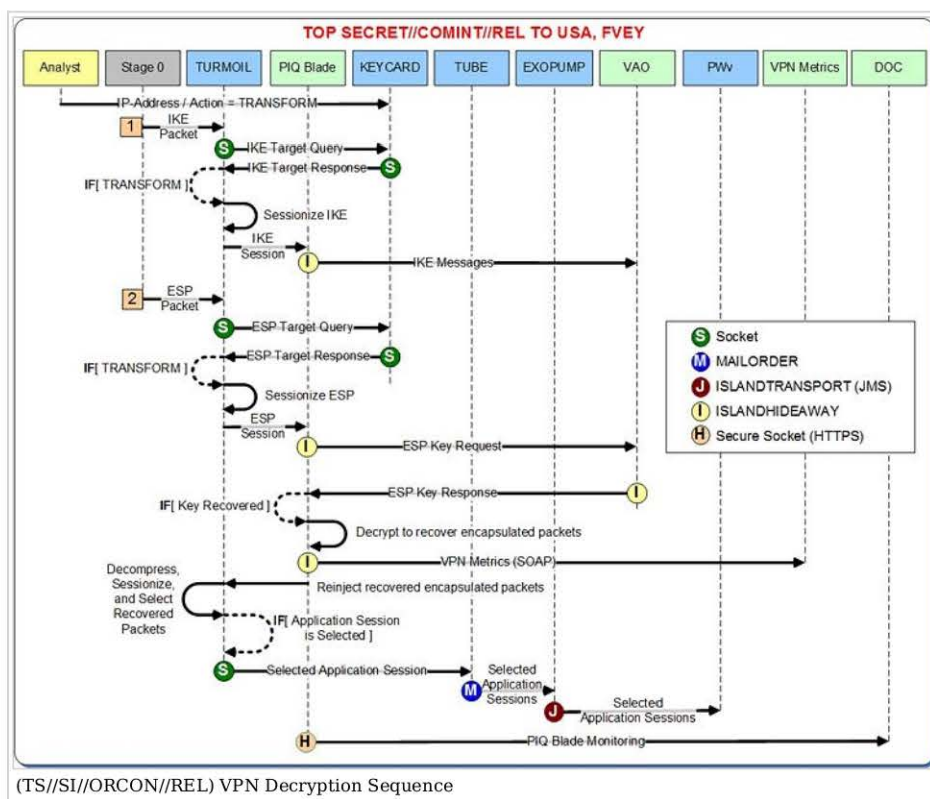 TOP SECRET//COMINT//REL TO USA, FVEY
Analyst
Stage 0
TURMOIL
PIQ Blade
KEYCARD
TUBE
EXOPUMP
VAO
PWv
VPN Metrics
DOC
IP-Address / Action = TRANSFORM
1
IKE
Packet
S
IKE Target Query
IKE Target Response
S
IF[ TRANSFORM ]
Sessionize IKE
IKE
Session
I
IKE Messages
2
ESP
Packet
S
ESP Target Query
ESP Target Response
S
IF[ TRANSFORM ]
Sessionize ESP
ESP
Session
I
ESP Key Request
S Socket
M MAILORDER
J ISLANDTRANSPORT (JMS)
I ISLANDHIDEAWAY
H Secure Socket (HTTPS)
ESP Key Response
I
IF[ Key Recovered ]
Decrypt to recover encapsulated packets
I
VPN Metrics (SOAP)
Reinject recovered encapsulated packets
Decompress,
Sessionize,
and Select
Recovered
Packets
IF[ Application Session
is Selected ]
S
Selected Application Session
M
Selected
Application
Sessions
J
Selected
Application Sessions
H
PIQ Blade Monitoring
(TS//SI//ORCON//REL) VPN Decryption Sequence